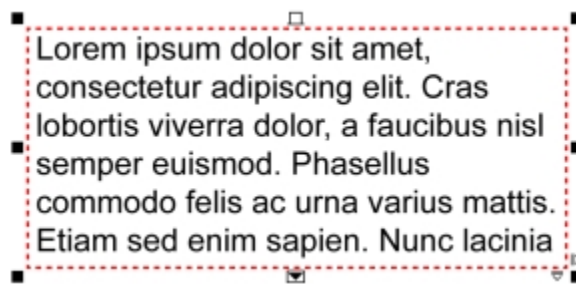 Lorem ipsum dolor sit amet,
consectetur adipiscing elit. Cras
lobortis viverra dolor, a faucibus nisl
semper euismod. Phasellus
commodo felis ac urna varius mattis.
Etiam sed enim sapien. Nunc lacinia